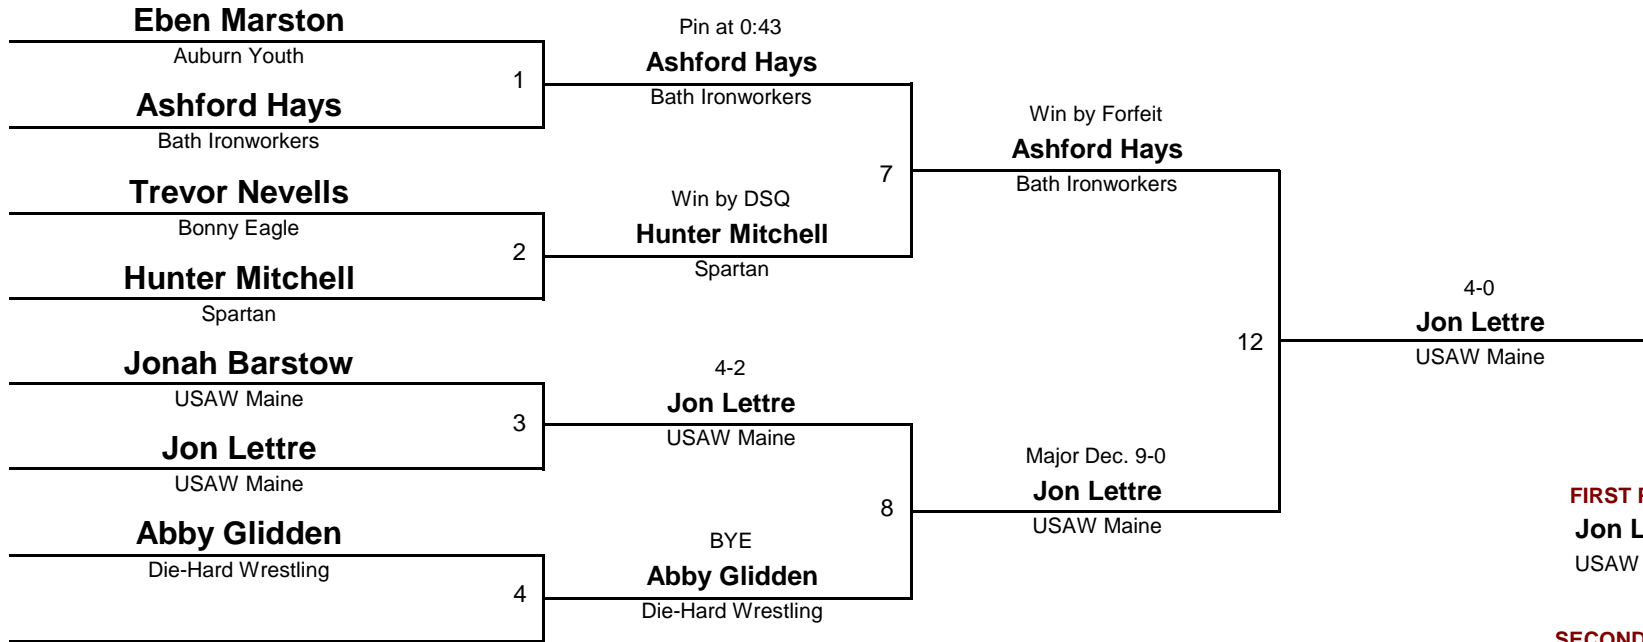 Eben Marston
Auburn Youth
1
Ashford Hays
Bath Ironworkers
Trevor Nevells
Bonny Eagle
2
Hunter Mitchell
Spartan
Jonah Barstow
USAW Maine
3
Jon Lettre
USAW Maine
Abby Glidden
Die-Hard Wrestling
4
Pin at 0:43
Ashford Hays
Bath Ironworkers
7
Win by DSQ
Hunter Mitchell
Spartan
4-2
Jon Lettre
USAW Maine
8
BYE
Abby Glidden
Die-Hard Wrestling
Win by Forfeit
Ashford Hays
Bath Ironworkers
12
Major Dec. 9-0
Jon Lettre
USAW Maine
4-0
Jon Lettre
USAW Maine
FIRST
Jon L
USAW
SECOND